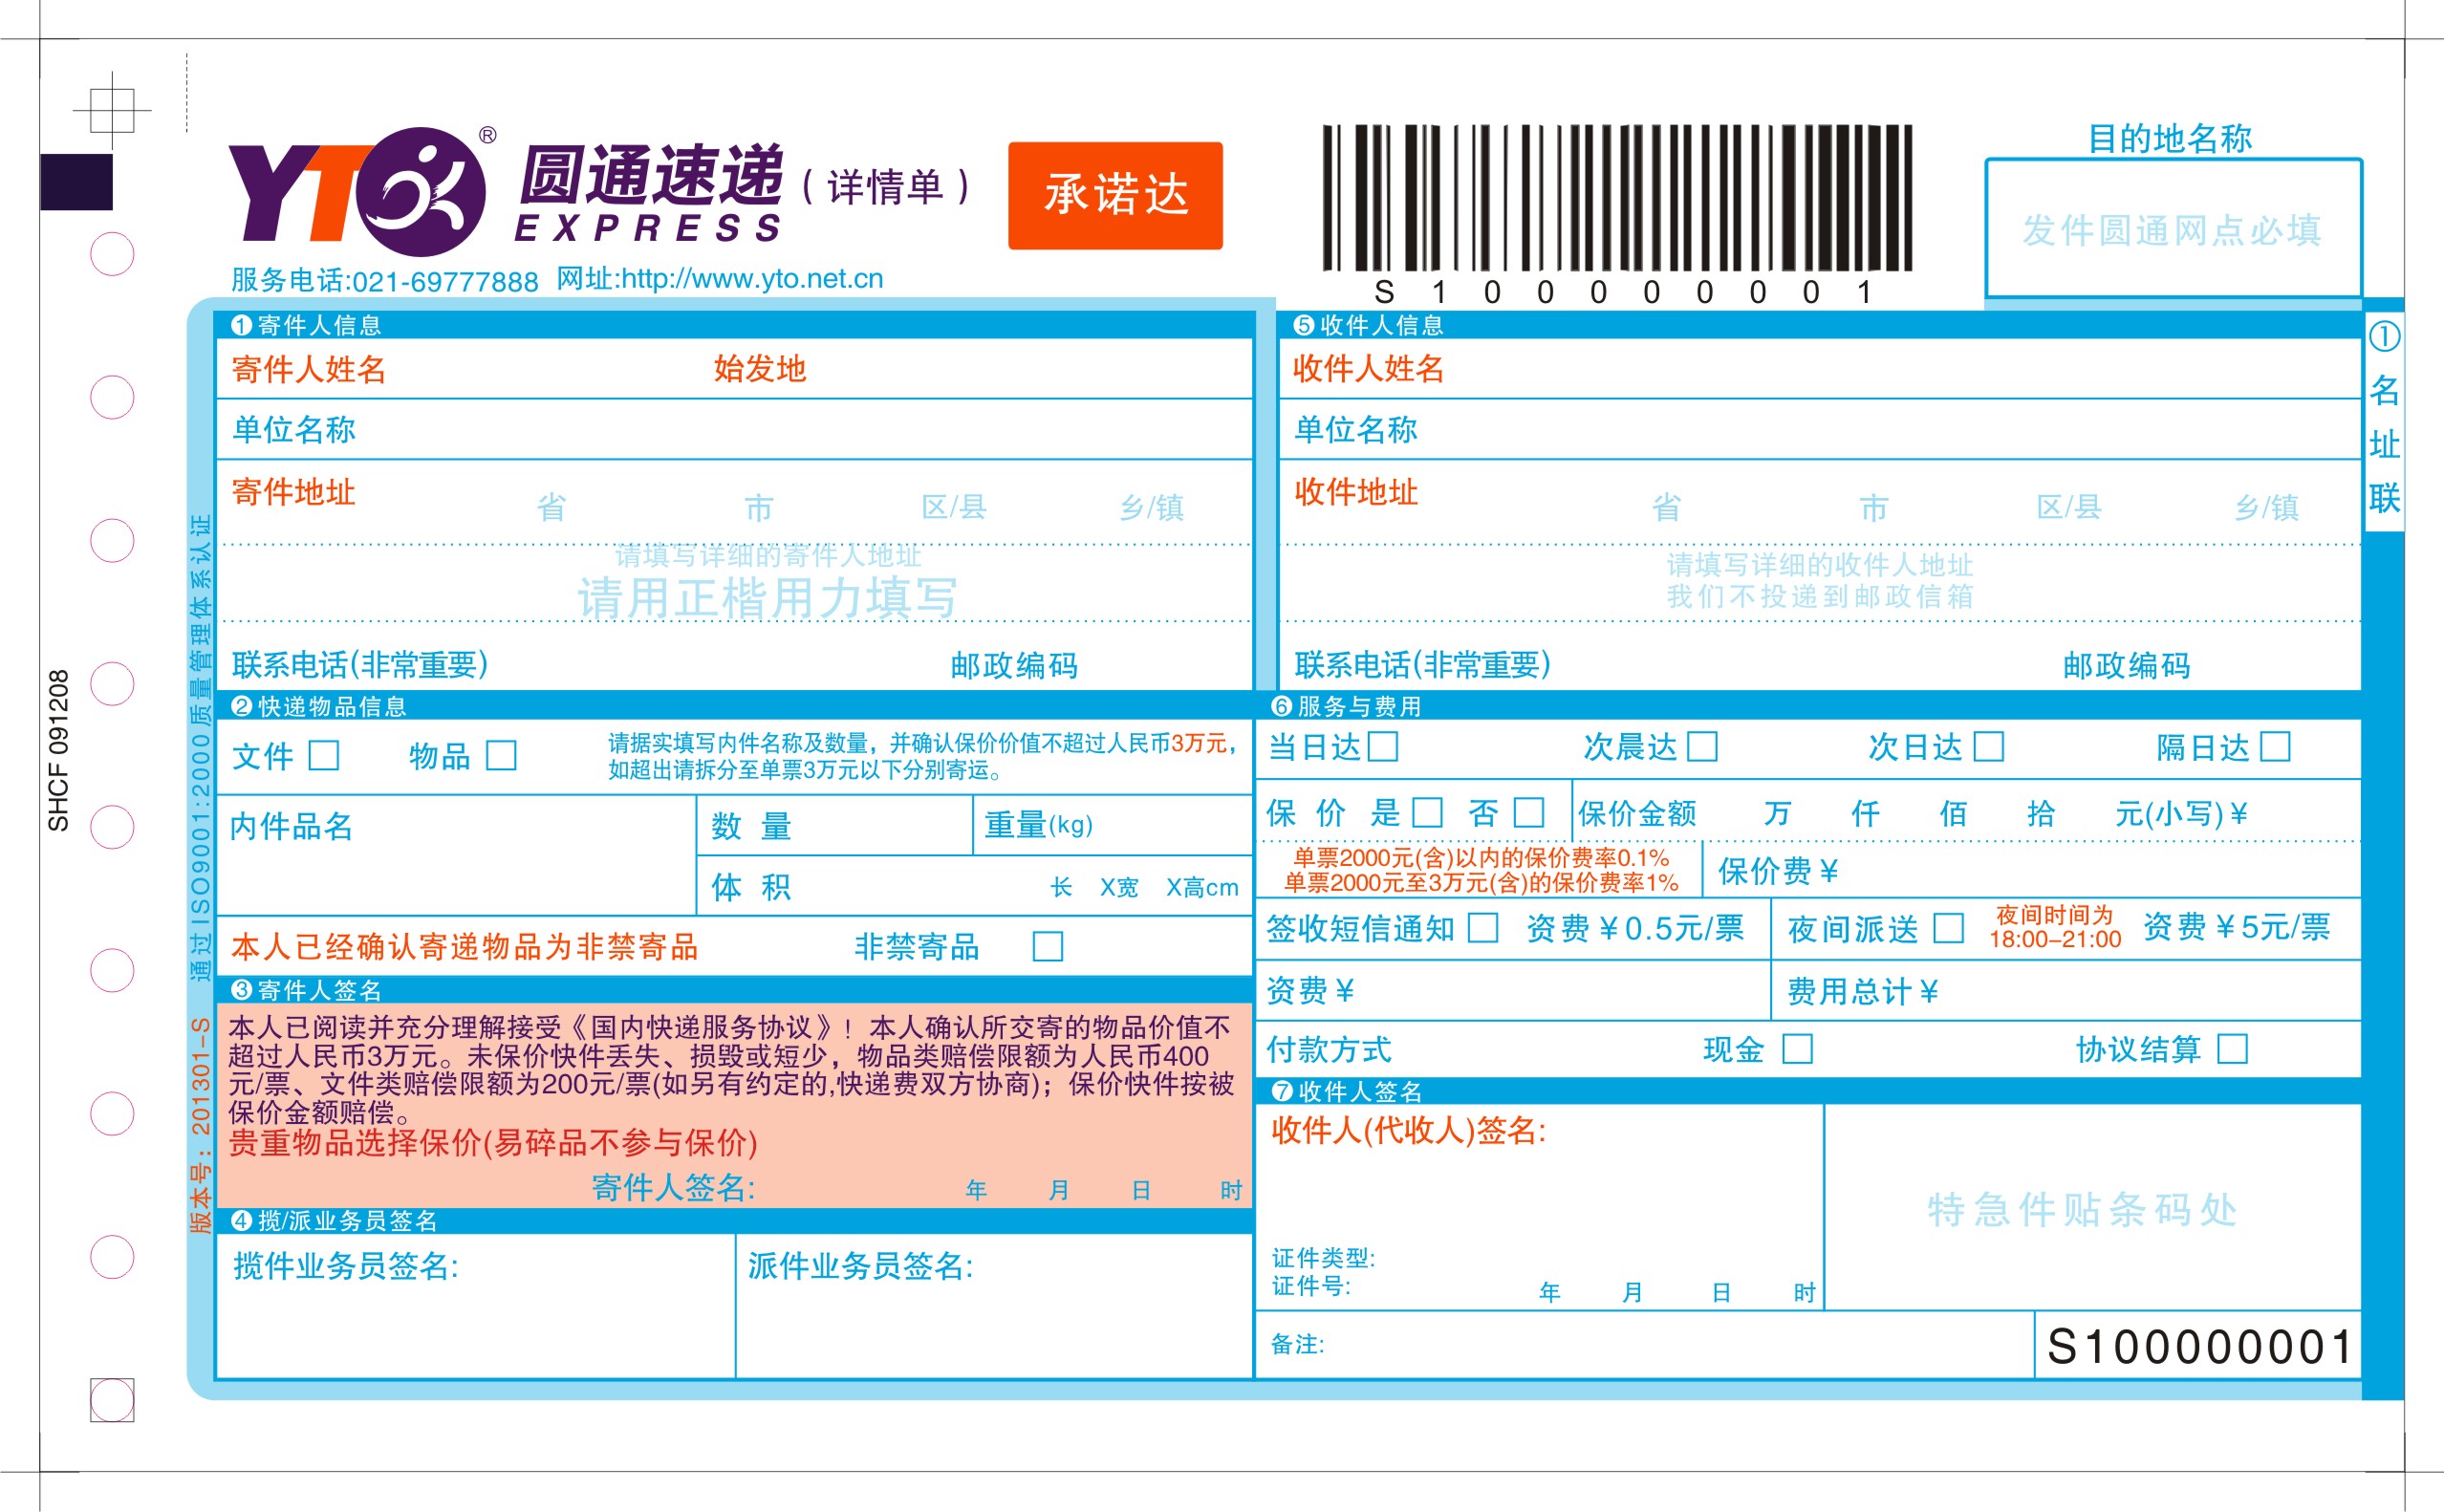 YTO® 圆通速递(详情单)
EXPRESS
服务电话:021-69777888 网址:http://www.yto.net.cn
承诺达
S100000001
目的地名称
发件圆通网点必填
①名址联
SHCF 091208
通过ISO9001:2000质量管理体系认证
版本号：201301-S
❶寄件人信息
寄件人姓名 始发地
单位名称
寄件地址 省 市 区/县 乡/镇
请填写详细的寄件人地址
请用正楷用力填写
联系电话(非常重要) 邮政编码
❺收件人信息
收件人姓名
单位名称
收件地址 省 市 区/县 乡/镇
请填写详细的收件人地址
我们不投递到邮政信箱
联系电话(非常重要) 邮政编码
❷快递物品信息
文件 □ 物品 □
请据实填写内件名称及数量，并确认保价价值不超过人民币3万元，
如超出请拆分至单票3万元以下分别寄运。
内件品名 数 量 重量(kg)
体 积 长 X宽 X高cm
本人已经确认寄递物品为非禁寄品 非禁寄品 □
❸寄件人签名
本人已阅读并充分理解接受《国内快递服务协议》！本人确认所交寄的物品价值不
超过人民币3万元。未保价快件丢失、损毁或短少，物品类赔偿限额为人民币400
元/票、文件类赔偿限额为200元/票(如另有约定的,快递费双方协商)；保价快件按被
保价金额赔偿。
贵重物品选择保价(易碎品不参与保价)
寄件人签名: 年 月 日 时
❹揽/派业务员签名
揽件业务员签名: 派件业务员签名:
❻服务与费用
当日达□ 次晨达□ 次日达□ 隔日达□
保 价 是□ 否□ 保价金额 万 仟 佰 拾 元(小写)￥
单票2000元(含)以内的保价费率0.1%
单票2000元至3万元(含)的保价费率1%
保价费￥
签收短信通知 □ 资费￥0.5元/票 夜间派送 □ 夜间时间为
18:00-21:00
资费￥5元/票
资费￥ 费用总计￥
付款方式 现金 □ 协议结算 □
❼收件人签名
收件人(代收人)签名:
特急件贴条码处
证件类型:
证件号: 年 月 日 时
备注:
S100000001